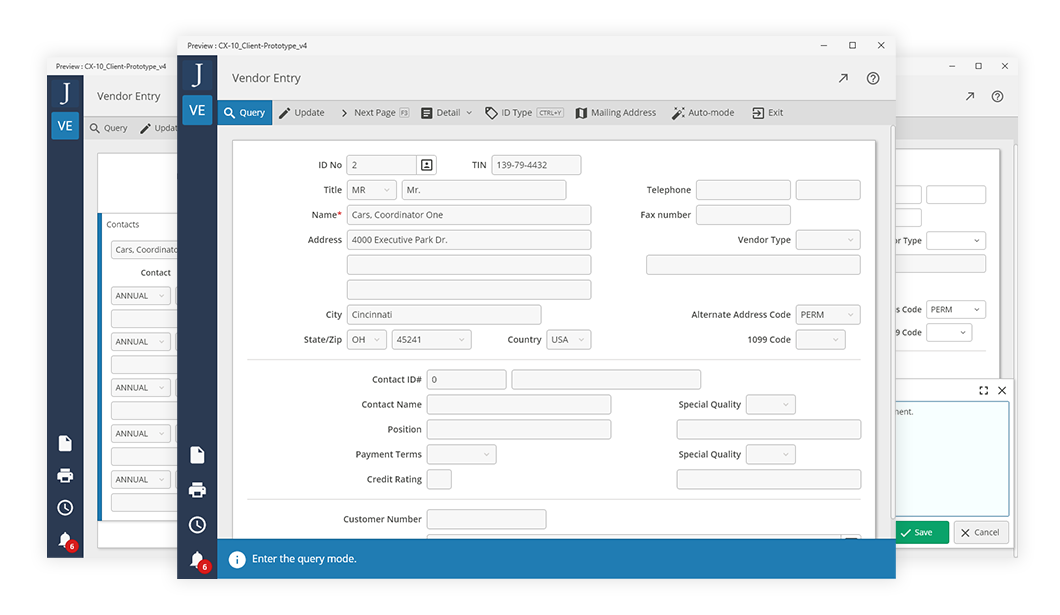 Preview : CX-10_Client-Prototype_v4
J
Vendor Entry
VE
Query Update Next Page F3 Detail ID Type CTRL+Y Mailing Address Auto-mode Exit
ID No 2 TIN 139-79-4432
Title MR Mr. Telephone
Name* Cars, Coordinator One Fax number
Address 4000 Executive Park Dr. Vendor Type
City Cincinnati Alternate Address Code PERM
State/Zip OH 45241 Country USA 1099 Code
Contact ID# 0
Contact Name Special Quality
Position
Payment Terms Special Quality
Credit Rating
Customer Number
6
Enter the query mode.
Preview : CX-10_Client-Prototype_v4
J
Vendor Entry
VE
Query Updat
Contacts
Cars, Coordinato
Contact
ANNUAL
ANNUAL
ANNUAL
ANNUAL
ANNUAL
6
r Type
s Code PERM
9 Code
ment.
Save Cancel